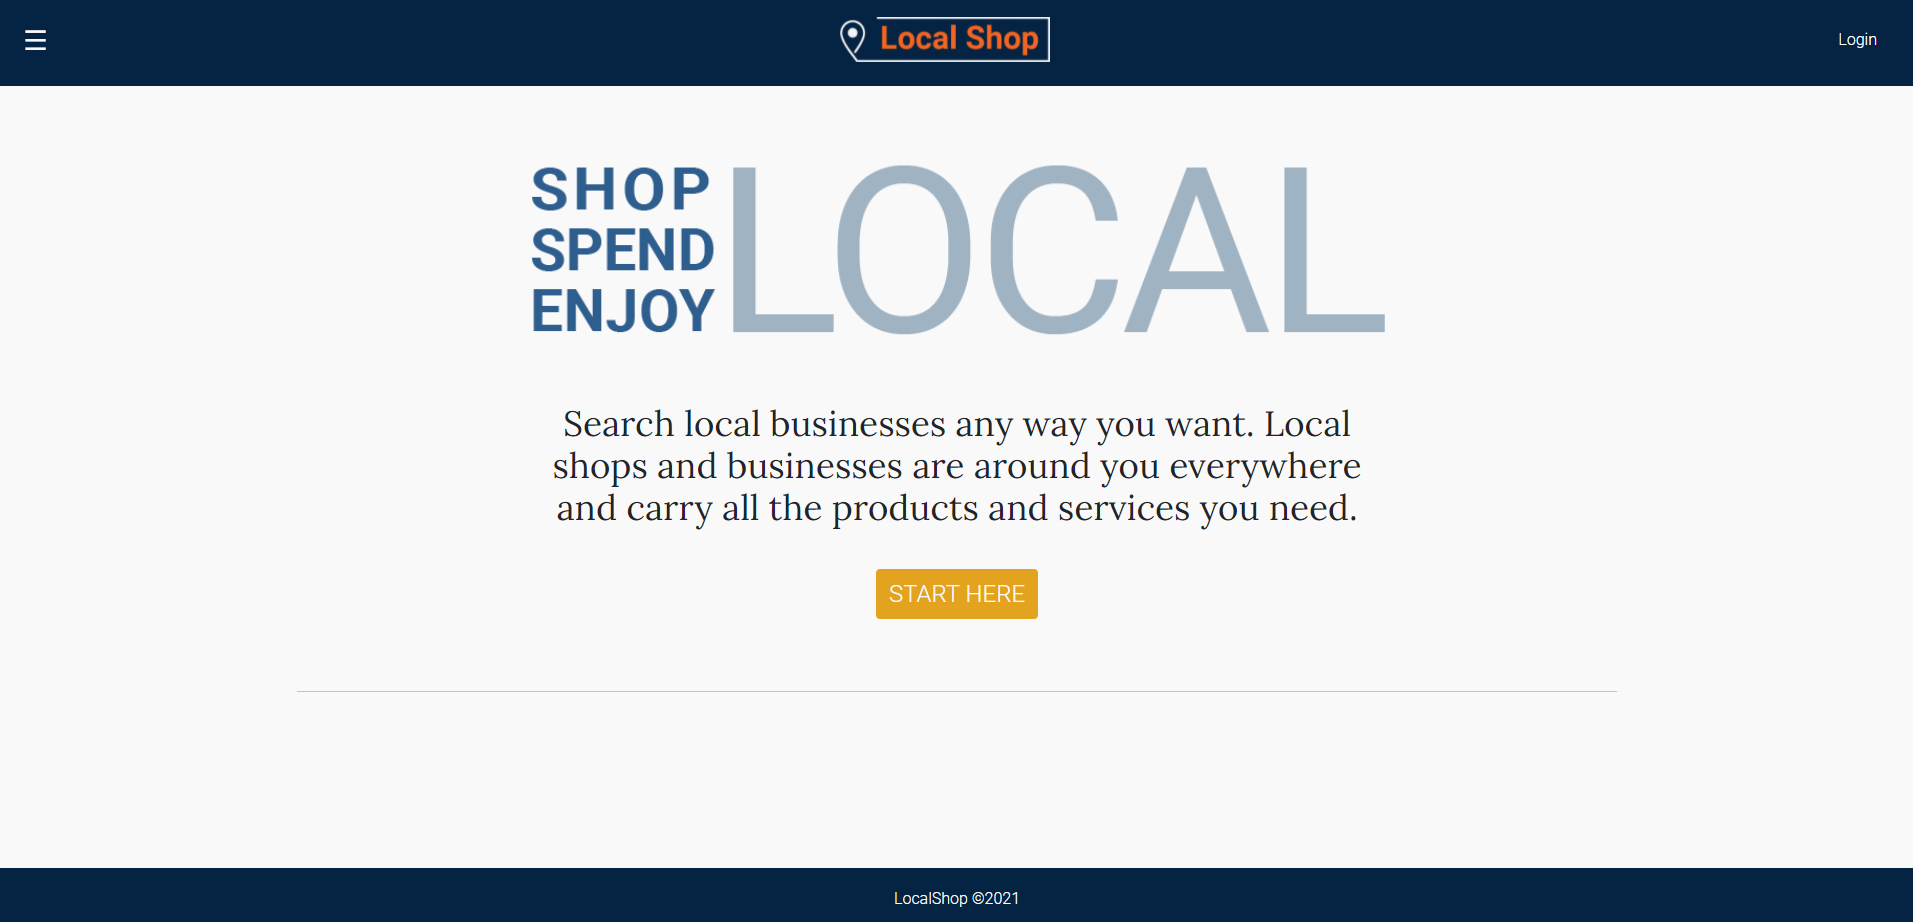 Local Shop
Login
SHOP
SPEND
ENJOY
LOCAL
Search local businesses any way you want. Local
shops and businesses are around you everywhere
and carry all the products and services you need.
START HERE
LocalShop ©2021